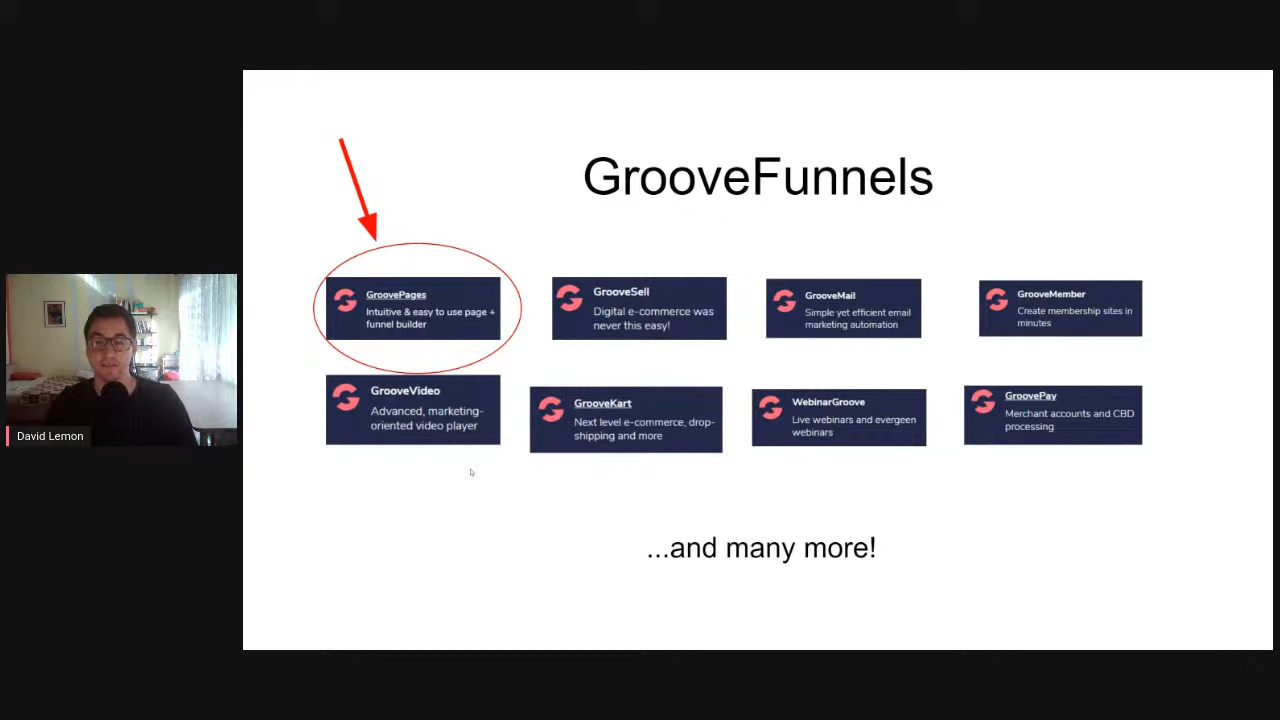 GrooveFunnels
GroovePages
Intuitive & easy to use page +
funnel builder
GrooveSell
Digital e-commerce was
never this easy!
GrooveMail
Simple yet efficient email
marketing automation
GrooveMember
Create membership sites in
minutes
GrooveVideo
Advanced, marketing-
oriented video player
GrooveKart
Next level e-commerce, drop-
shipping and more
WebinarGroove
Live webinars and evergeen
webinars
GroovePay
Merchant accounts and CBD
processing
David Lemon
...and many more!